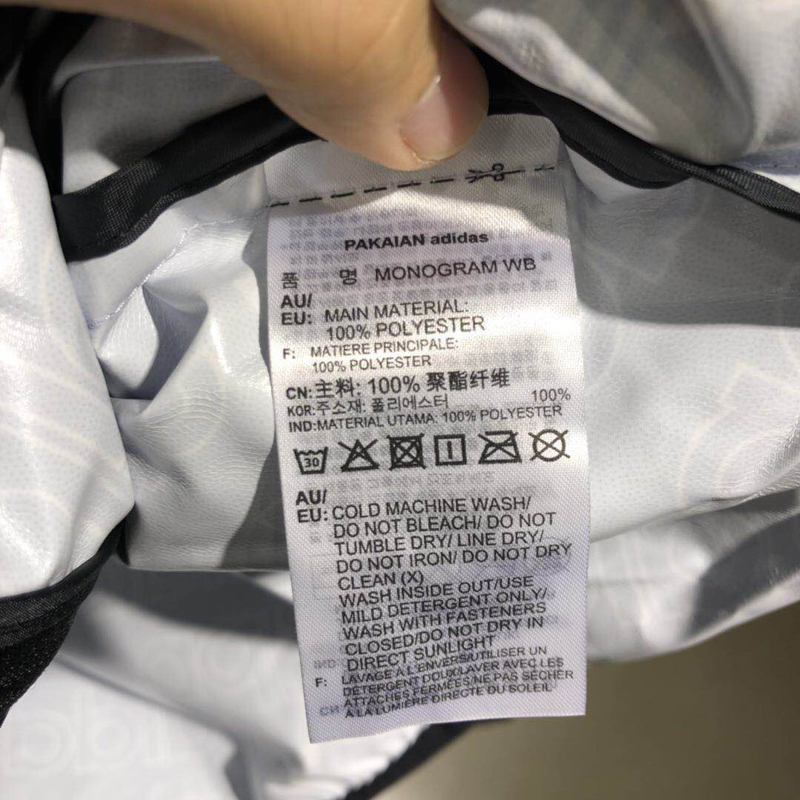 PAKAIAN adidas
품 명 MONOGRAM WB
AU/
EU: MAIN MATERIAL:
100% POLYESTER
F: MATIERE PRINCIPALE:
100% POLYESTER
CN:主料: 100% 聚酯纤维
KOR:주소재: 폴리에스터 100%
IND:MATERIAL UTAMA: 100% POLYESTER
30
AU/
EU: COLD MACHINE WASH/
DO NOT BLEACH/ DO NOT
TUMBLE DRY/ LINE DRY/
DO NOT IRON/ DO NOT DRY
CLEAN (X)
WASH INSIDE OUT/USE
MILD DETERGENT ONLY/
WASH WITH FASTENERS
CLOSED/DO NOT DRY IN
DIRECT SUNLIGHT
F: LAVAGE A L'ENVERS/UTILISER UN
DETERGENT DOUX/LAVER AVEC LES
ATTACHES FERMEES/NE PAS SECHER
A LA LUMIERE DIRECTE DU SOLEIL